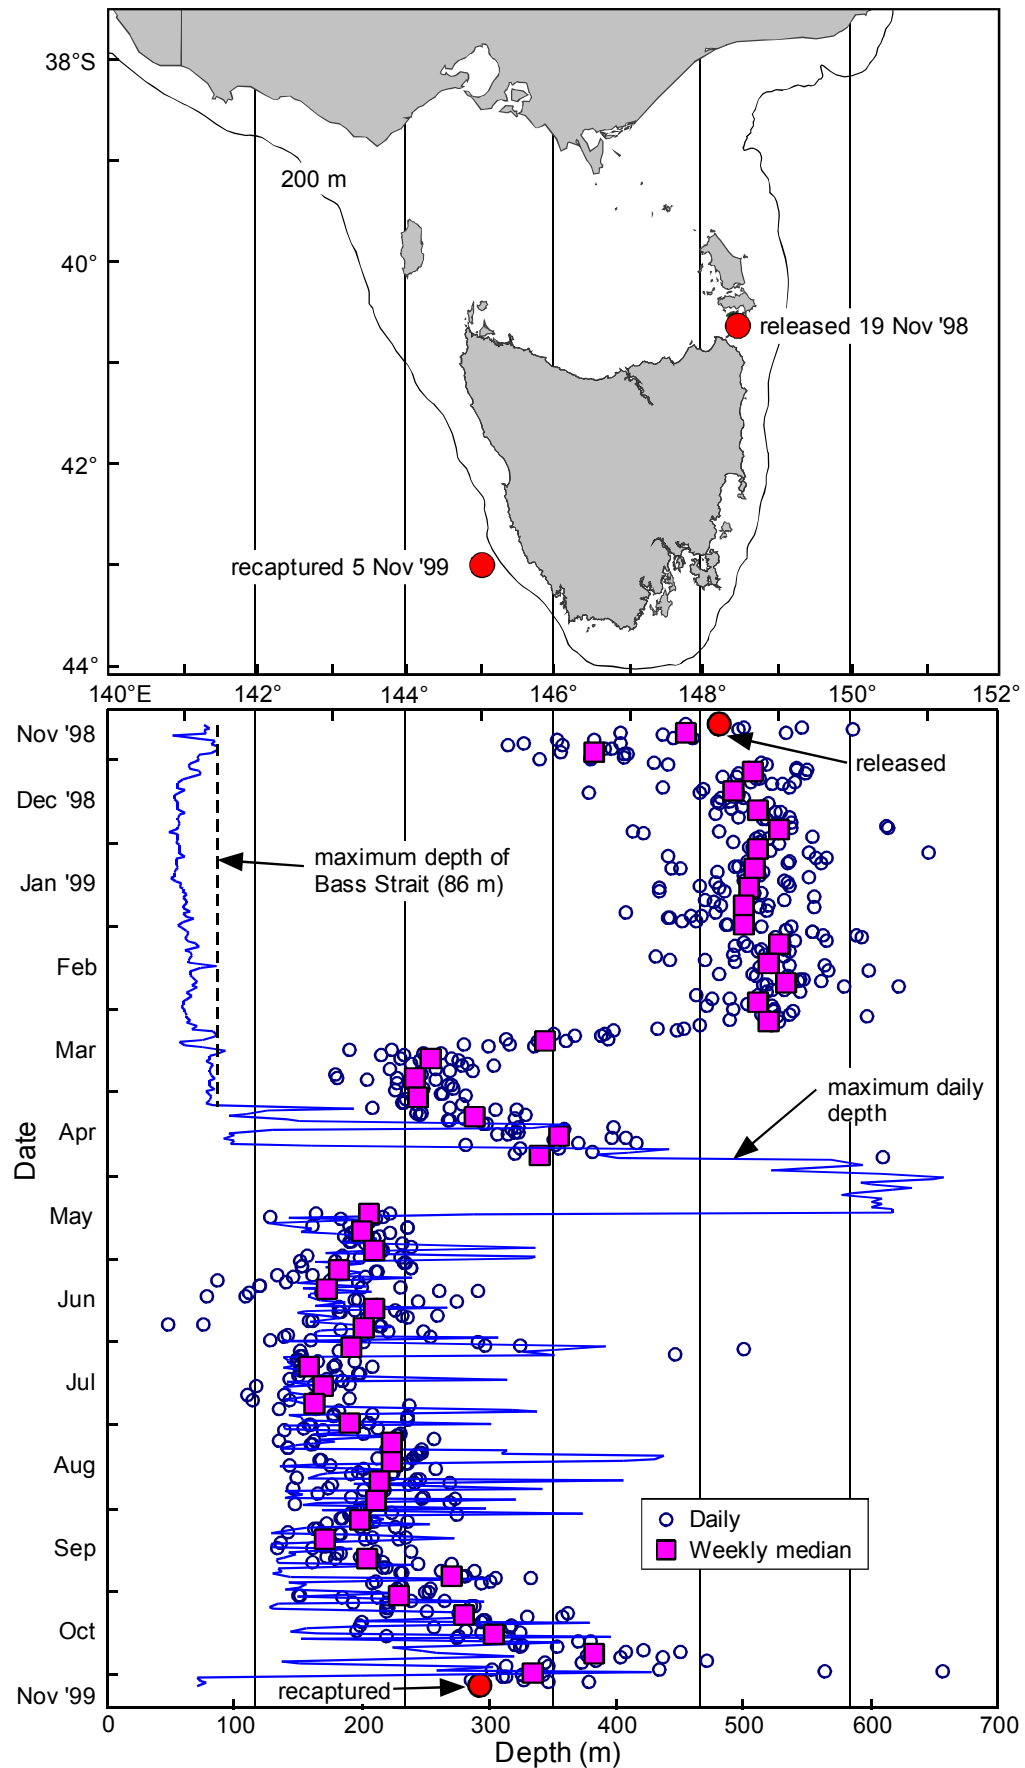 38°S
200 m
40°
released 19 Nov '98
42°
recaptured 5 Nov '99
44°
140°E 142° 144° 146° 148° 150° 152°
Nov '98
released
Dec '98
maximum depth of
Bass Strait (86 m)
Jan '99
Feb
Mar
maximum daily
depth
Apr
Date
May
Jun
Jul
Aug
Daily
Weekly median
Sep
Oct
recaptured
Nov '99
0 100 200 300 400 500 600 700
Depth (m)